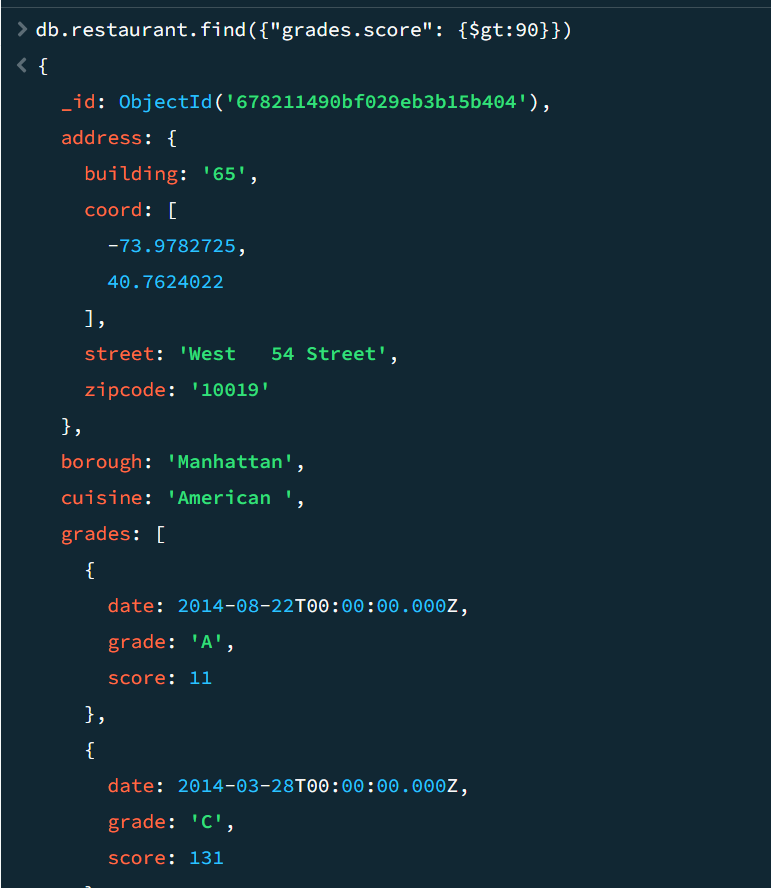 > db.restaurant.find({"grades.score": {$gt:90}})
< {
_id: ObjectId('678211490bf029eb3b15b404'),
address: {
building: '65',
coord: [
-73.9782725,
40.7624022
],
street: 'West   54 Street',
zipcode: '10019'
},
borough: 'Manhattan',
cuisine: 'American ',
grades: [
{
date: 2014-08-22T00:00:00.000Z,
grade: 'A',
score: 11
},
{
date: 2014-03-28T00:00:00.000Z,
grade: 'C',
score: 131